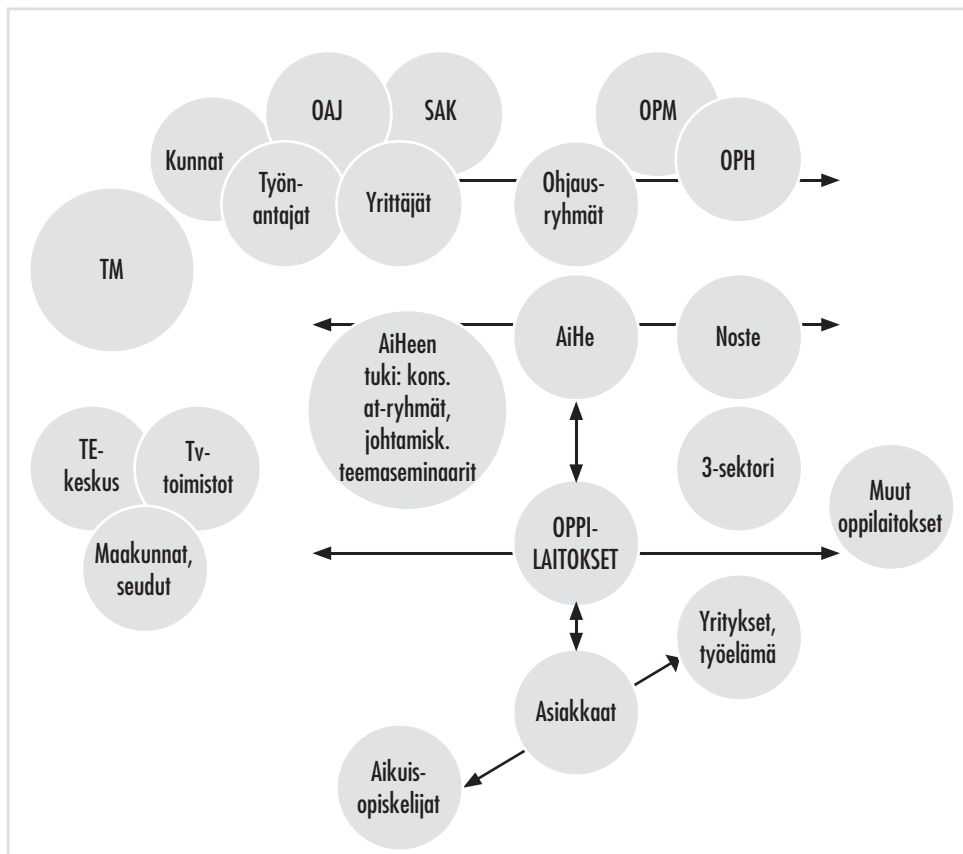 OAJ
SAK
OPM
Kunnat
OPH
Työn-
antajat
Yrittäjät
Ohjaus-
ryhmät
TM
AiHeen
tuki: kons.
at-ryhmät,
johtamisk.
teemaseminaarit
AiHe
Noste
TE-
keskus
Tv-
toimistot
Maakunnat,
seudut
3-sektori
Muut
oppilaitokset
OPPI-
LAITOKSET
Yritykset,
työelämä
Asiakkaat
Aikuis-
opiskelijat